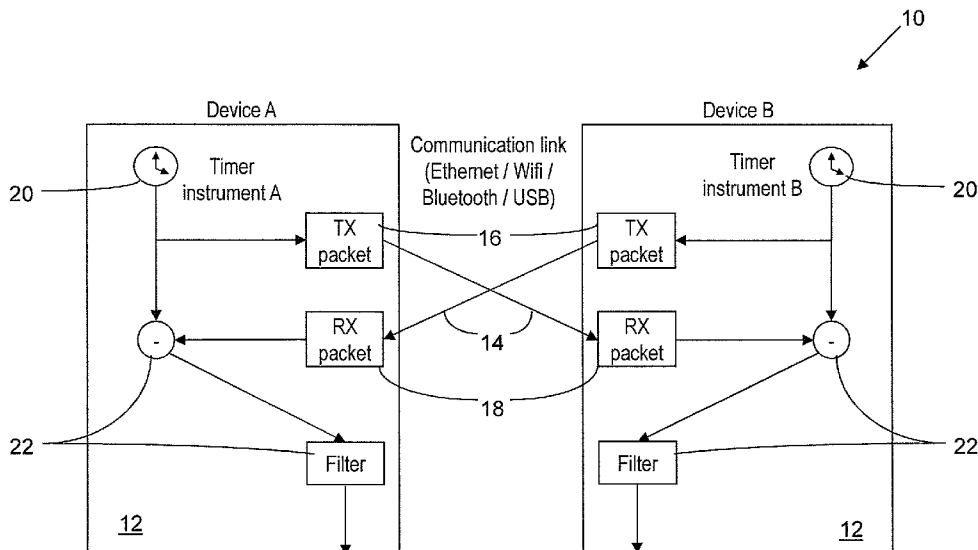 10
Device A
Device B
Communication link
(Ethernet / Wifi /
Bluetooth / USB)
Timer
instrument A
Timer
instrument B
20
20
TX
packet
16
TX
packet
RX
packet
14
RX
packet
-
-
18
22
Filter
Filter
22
12
12